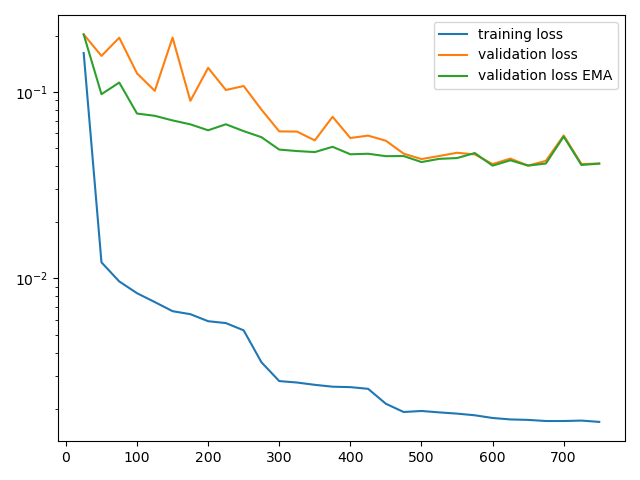 training loss
validation loss
validation loss EMA
10⁻¹
10⁻²
0 100 200 300 400 500 600 700